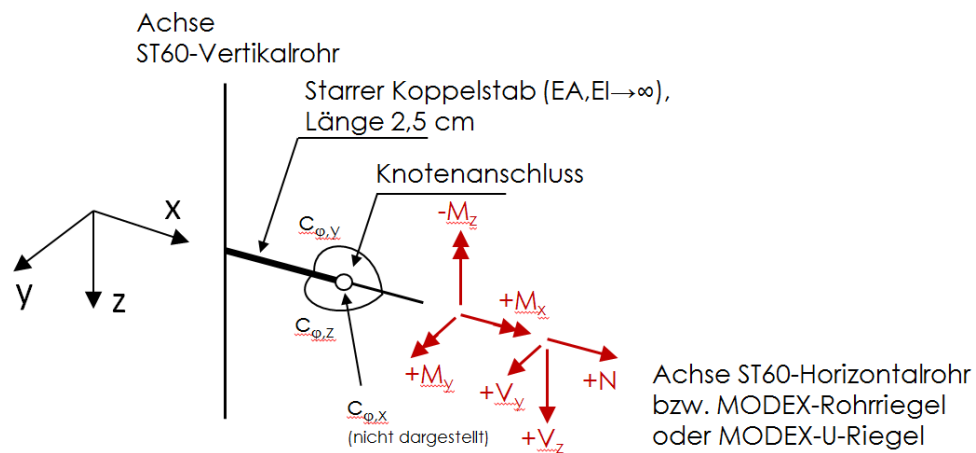 Achse
ST60-Vertikalrohr
Starrer Koppelstab (EA,EI→∞),
Länge 2,5 cm
Knotenanschluss
x
y
z
cφ,y
cφ,z
cφ,x
(nicht dargestellt)
-Mz
+Mx
+My
+Vy
+N
+Vz
Achse ST60-Horizontalrohr
bzw. MODEX-Rohrriegel
oder MODEX-U-Riegel